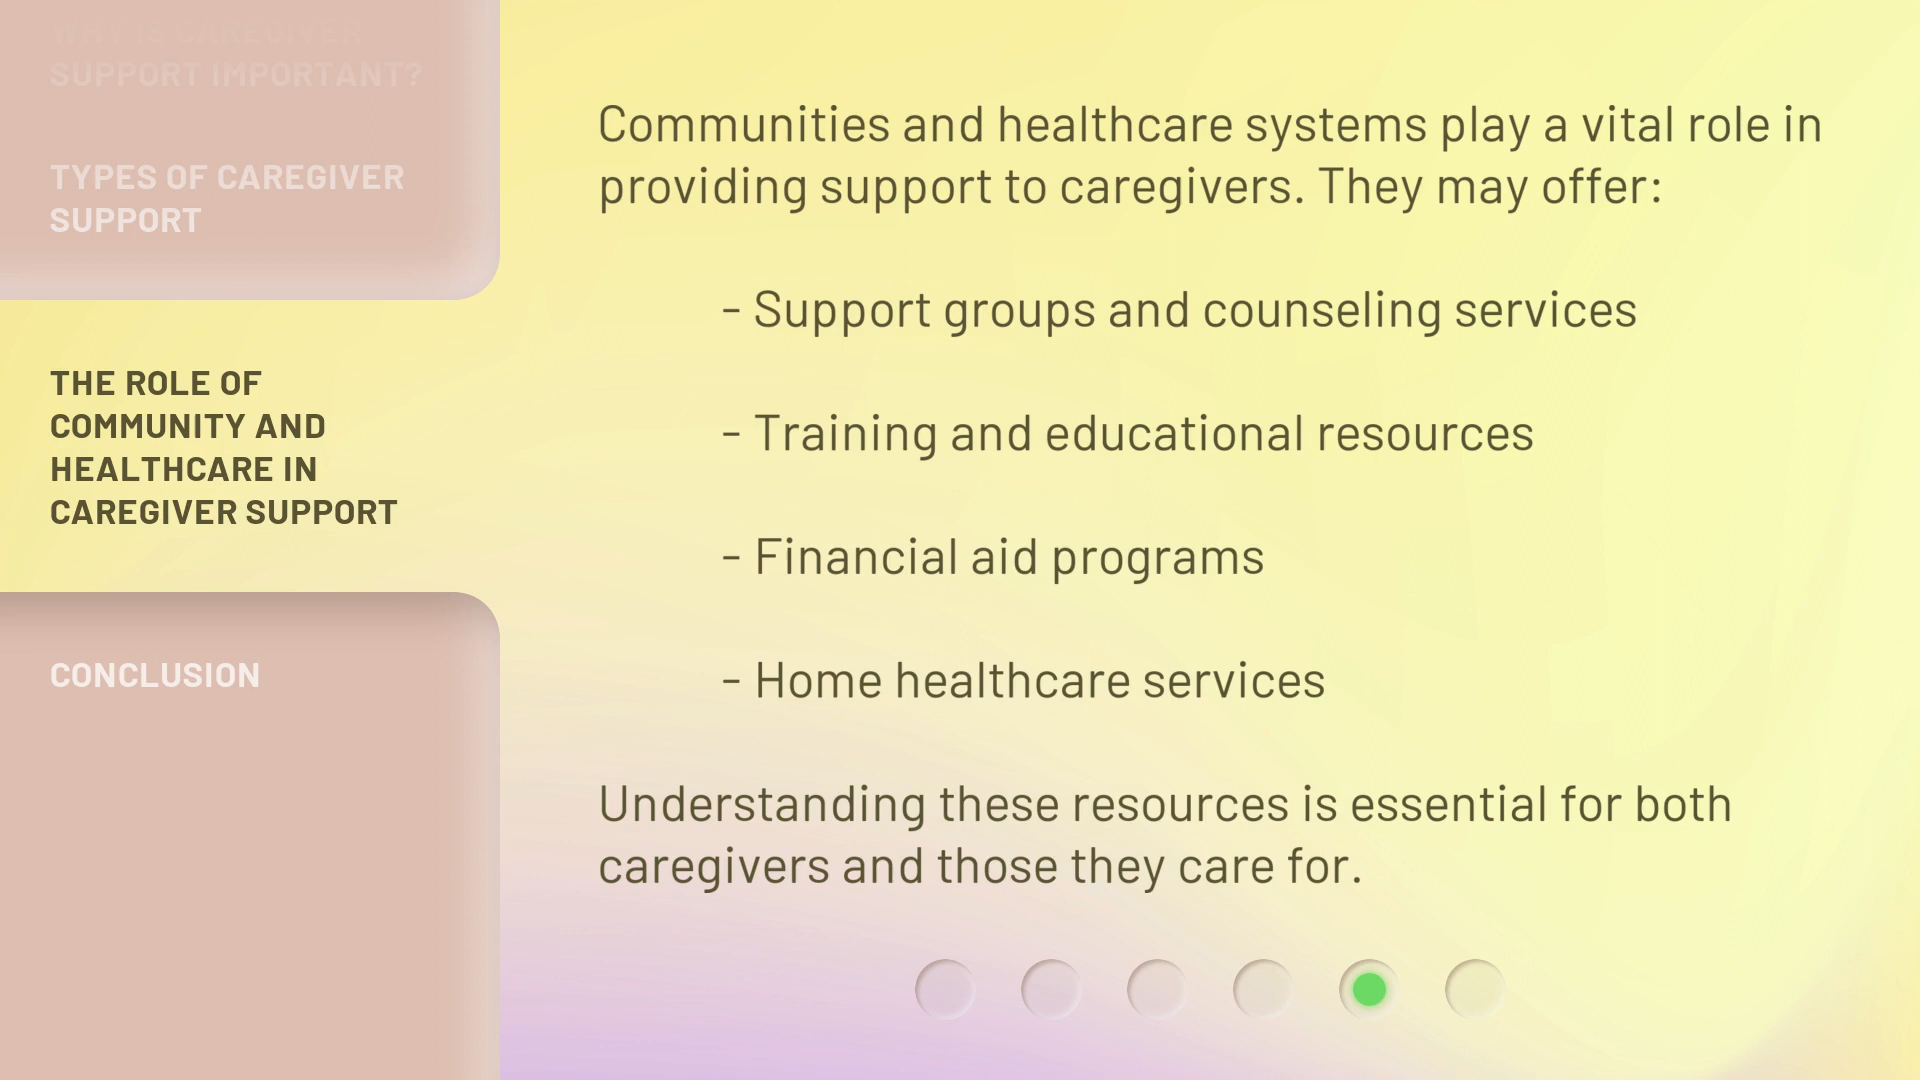 WHY IS CAREGIVER
SUPPORT IMPORTANT?
TYPES OF CAREGIVER
SUPPORT
THE ROLE OF
COMMUNITY AND
HEALTHCARE IN
CAREGIVER SUPPORT
CONCLUSION
Communities and healthcare systems play a vital role in
providing support to caregivers. They may offer:
- Support groups and counseling services
- Training and educational resources
- Financial aid programs
- Home healthcare services
Understanding these resources is essential for both
caregivers and those they care for.